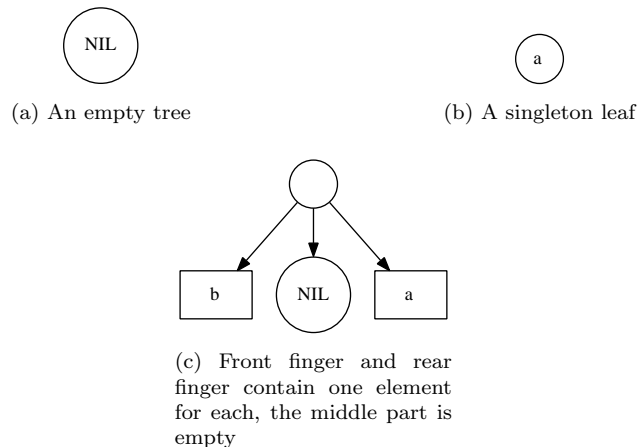 NIL
a
(a) An empty tree
(b) A singleton leaf
b
NIL
a
(c) Front finger and rear
finger contain one element
for each, the middle part is
empty